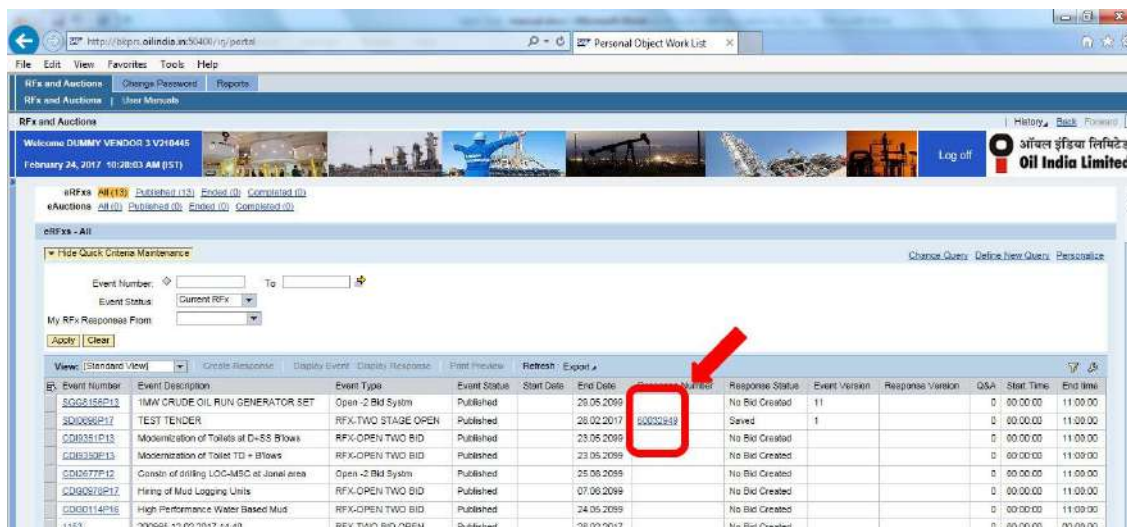 http://bkprc.oilindia.in:50400/irj/portal
Personal Object Work List
File Edit View Favorites Tools Help
RFx and Auctions Change Password Reports
RFx and Auctions | User Manuals
RFx and Auctions
History Back Forward
Welcome DUMMY VENDOR 3 V210445
February 24, 2017 10:28:03 AM (IST)
Log off
ऑयल इंडिया लिमिटेड
Oil India Limited
eRFxs All (13) Published (13) Ended (0) Completed (0)
eAuctions All (0) Published (0) Ended (0) Completed (0)
eRFxs - All
Hide Quick Criteria Maintenance
Change Query Define New Query Personalize
Event Number: To
Event Status: Current RFx
My RFx Responses From:
Apply Clear
View: [Standard View] Create Response Display Event Display Response Print Preview Refresh Export
Event Number Event Description Event Type Event Status Start Date End Date Response Number Response Status Event Version Response Version Q&A Start Time End time
SGG8156P13 1MW CRUDE OIL RUN GENERATOR SET Open -2 Bid Systm Published 29.05.2099 No Bid Created 11 0 00:00:00 11:00:00
SDI0696P17 TEST TENDER RFX-TWO STAGE OPEN Published 28.02.2017 60032949 Saved 1 0 00:00:00 11:00:00
CDI9351P13 Modernization of Toilets at D+SS B'lows RFX-OPEN TWO BID Published 23.05.2099 No Bid Created 0 00:00:00 11:00:00
CDI9350P13 Modernization of Toilet TD + B'lows RFX-OPEN TWO BID Published 23.05.2099 No Bid Created 0 00:00:00 11:00:00
CDI2677P12 Constn of drilling LOC-MSC at Jonai area Open -2 Bid Systm Published 25.06.2099 No Bid Created 0 00:00:00 11:00:00
CDG0978P17 Hiring of Mud Logging Units RFX-OPEN TWO BID Published 07.06.2099 No Bid Created 0 00:00:00 11:00:00
CDG0114P16 High Performance Water Based Mud RFX-OPEN TWO BID Published 24.05.2099 No Bid Created 0 00:00:00 11:00:00